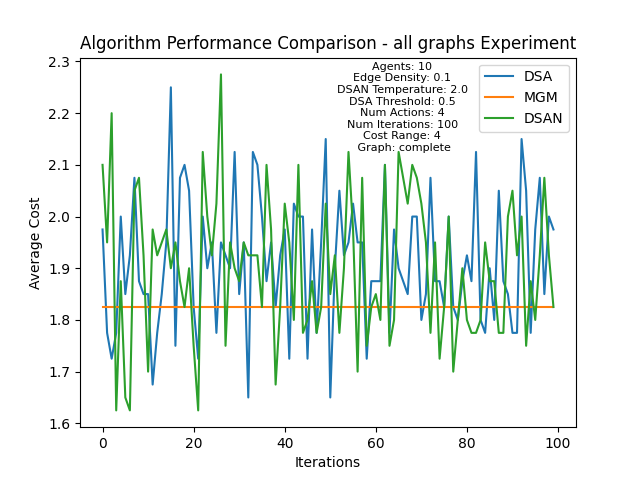 Algorithm Performance Comparison - all graphs Experiment
Agents: 10
Edge Density: 0.1
DSAN Temperature: 2.0
DSA Threshold: 0.5
Num Actions: 4
Num Iterations: 100
Cost Range: 4
Graph: complete
DSA
MGM
DSAN
Average Cost
2.3
2.2
2.1
2.0
1.9
1.8
1.7
1.6
0 20 40 60 80 100
Iterations